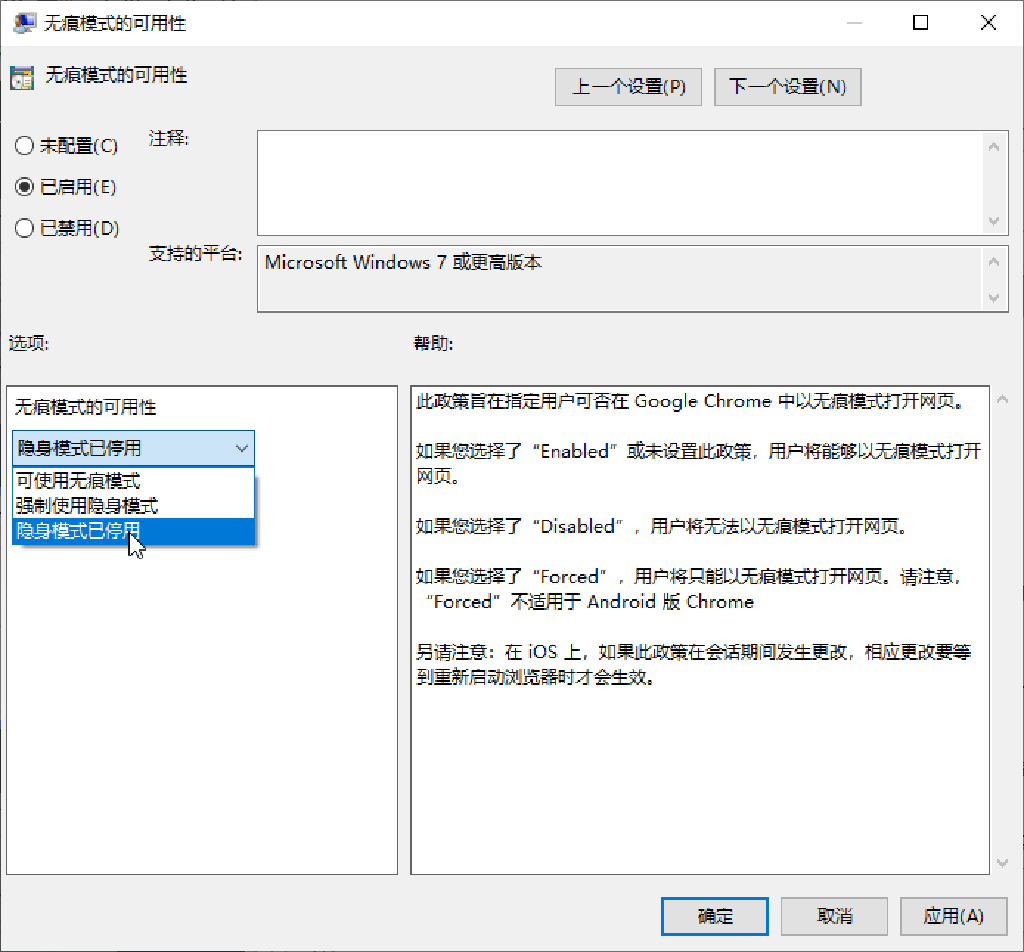 无痕模式的可用性
无痕模式的可用性
上一个设置(P)
下一个设置(N)
未配置(C)
注释:
已启用(E)
已禁用(D)
支持的平台:
Microsoft Windows 7 或更高版本
选项:
帮助:
无痕模式的可用性
隐身模式已停用
可使用无痕模式
强制使用隐身模式
隐身模式已停用
此政策旨在指定用户可否在 Google Chrome 中以无痕模式打开网页。
如果您选择了“Enabled”或未设置此政策，用户将能够以无痕模式打开
网页。
如果您选择了“Disabled”，用户将无法以无痕模式打开网页。
如果您选择了“Forced”，用户将只能以无痕模式打开网页。请注意，
“Forced”不适用于 Android 版 Chrome
另请注意：在 iOS 上，如果此政策在会话期间发生更改，相应更改要等
到重新启动浏览器时才会生效。
确定
取消
应用(A)